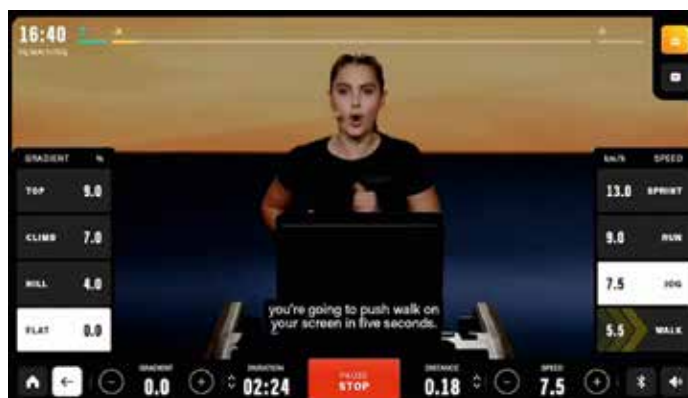 16:40
GRADIENT %
TOP 9.0
CLIMB 7.0
HILL 4.0
FLAT 0.0
km/h SPEED
13.0 SPRINT
9.0 RUN
7.5 JOG
5.5 WALK
you're going to push walk on
your screen in five seconds.
GRADIENT
0.0
DURATION
02:24
PAUSE
STOP
DISTANCE
0.18
SPEED
7.5